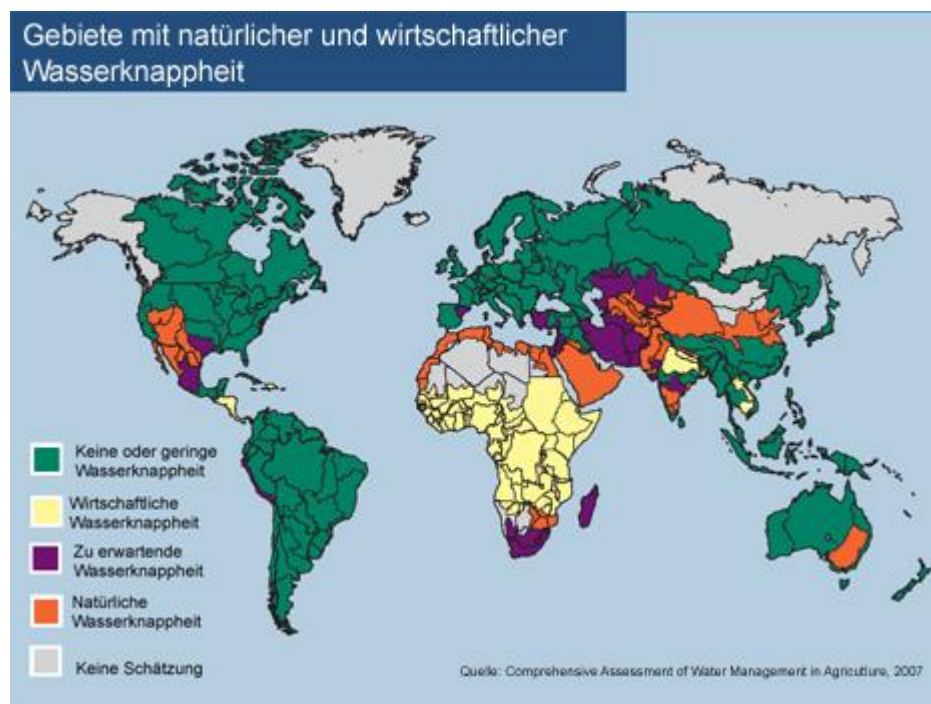 Gebiete mit natürlicher und wirtschaftlicher
Wasserknappheit
Keine oder geringe
Wasserknappheit
Wirtschaftliche
Wasserknappheit
Zu erwartende
Wasserknappheit
Natürliche
Wasserknappheit
Keine Schätzung
Quelle: Comprehensive Assessment of Water Management in Agricutlure, 2007